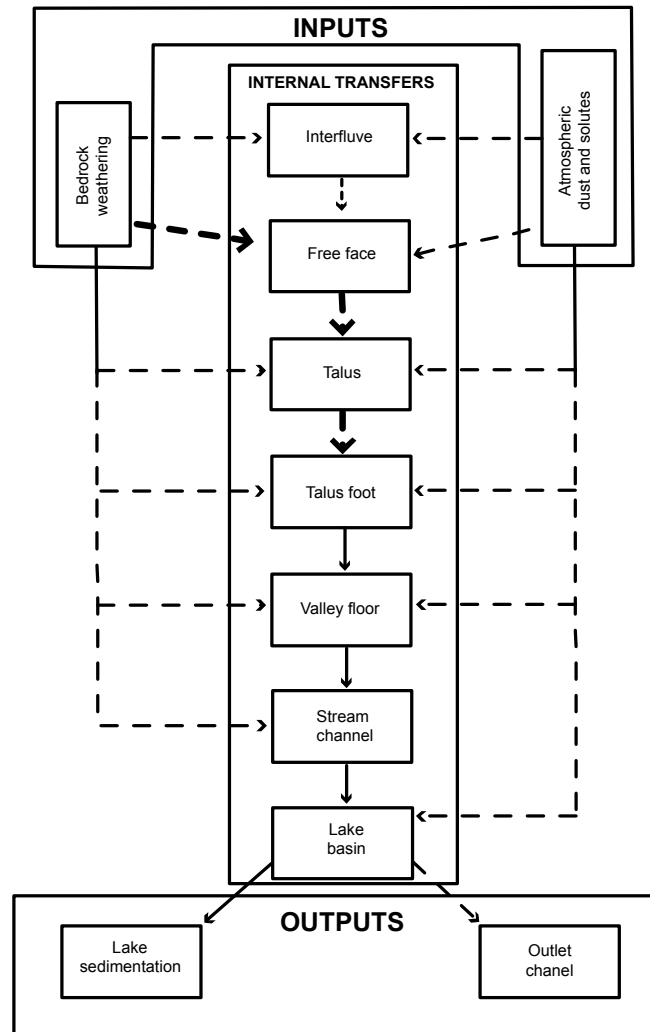 INPUTS
INTERNAL TRANSFERS
Bedrock
weathering
Interfluve
Atmospheric
dust and solutes
Free face
Talus
Talus foot
Valley floor
Stream
channel
Lake
basin
OUTPUTS
Lake
sedimentation
Outlet
chanel